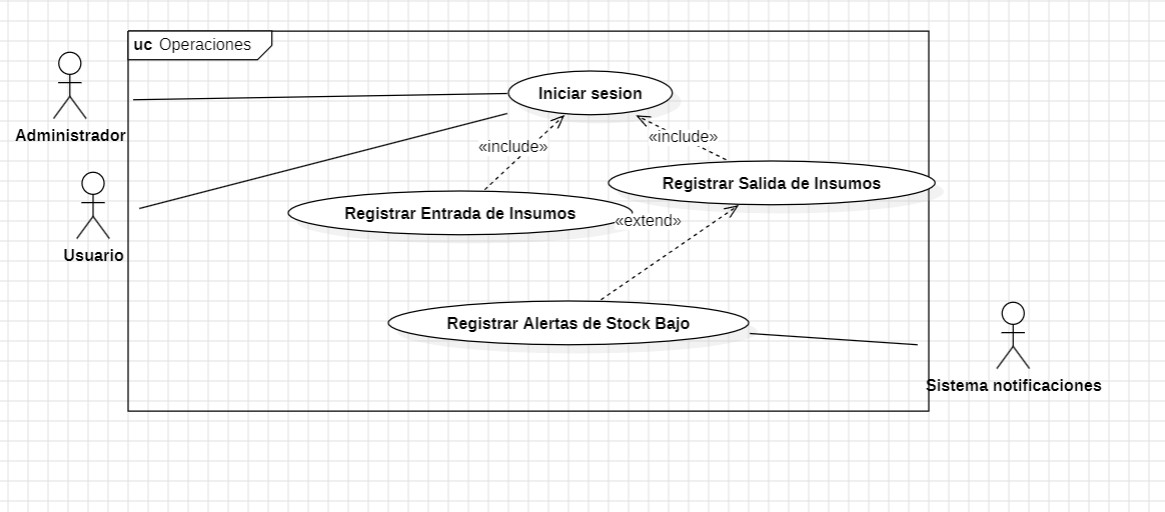 uc Operaciones
Iniciar sesion
Administrador
«include»
«include»
Registrar Salida de Insumos
Registrar Entrada de Insumos
«extend»
Usuario
Registrar Alertas de Stock Bajo
Sistema notificaciones